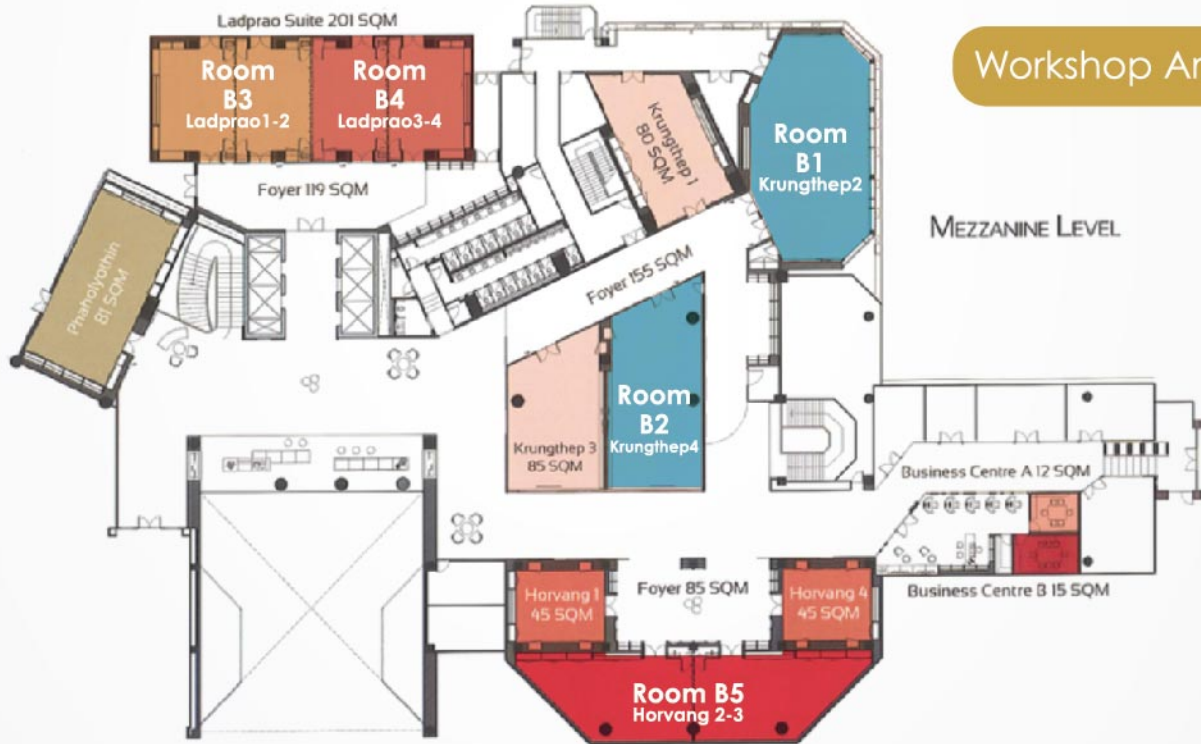 Ladprao Suite 201 SQM
Workshop Ar
Room
B3
Ladprao1-2
Room
B4
Ladprao3-4
Krungthep 1
80 SQM
Room
B1
Krungthep2
Foyer 119 SQM
MEZZANINE LEVEL
Phaholyothin
81 SQM
Foyer 155 SQM
Room
B2
Krungthep4
Krungthep 3
85 SQM
Business Centre A 12 SQM
Business Centre B 15 SQM
Horvang 1
45 SQM
Foyer 85 SQM
Horvang 4
45 SQM
Room B5
Horvang 2-3